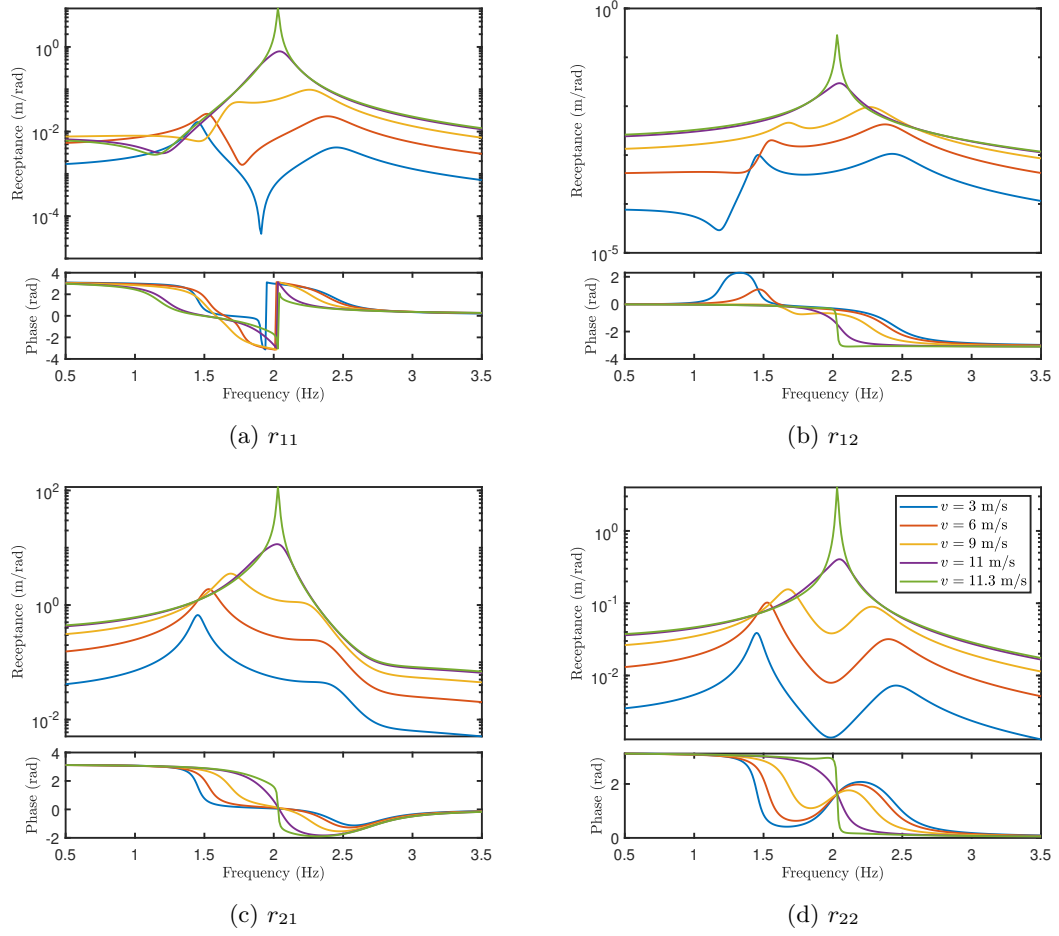 10^0
10^-2
10^-4
Receptance (m/rad)
4
2
0
-2
-4
Phase (rad)
0.5 1 1.5 2 2.5 3 3.5
Frequency (Hz)
(a) r_11
10^0
10^-5
Receptance (m/rad)
2
0
-2
-4
Phase (rad)
0.5 1 1.5 2 2.5 3 3.5
Frequency (Hz)
(b) r_12
10^2
10^0
10^-2
Receptance (m/rad)
4
2
0
-2
Phase (rad)
0.5 1 1.5 2 2.5 3 3.5
Frequency (Hz)
(c) r_21
10^0
10^-1
10^-2
Receptance (m/rad)
v = 3 m/s
v = 6 m/s
v = 9 m/s
v = 11 m/s
v = 11.3 m/s
2
0
Phase (rad)
0.5 1 1.5 2 2.5 3 3.5
Frequency (Hz)
(d) r_22